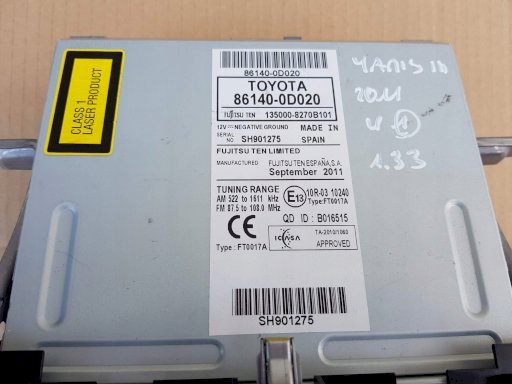 CLASS 1
LASER PRODUCT
86140-0D020
TOYOTA
86140-0D020
FUJITSU TEN 135000-8270B101
12V⎓NEGATIVE GROUND MADE IN
SERIAL NO SH901275 SPAIN
FUJITSU TEN LIMITED
MANUFACTURED FUJITSU TEN ESPAÑA, S.A.
September 2011
TUNING RANGE
AM 522 to 1611 kHz
FM 87.5 to 108.0 MHz
E13 10R-03 10240
Type:FT0017A
QD ID : B016515
CE
Type : FT0017A
ICASA
TA-2010/1060
APPROVED
SH901275
YARIS
1.33